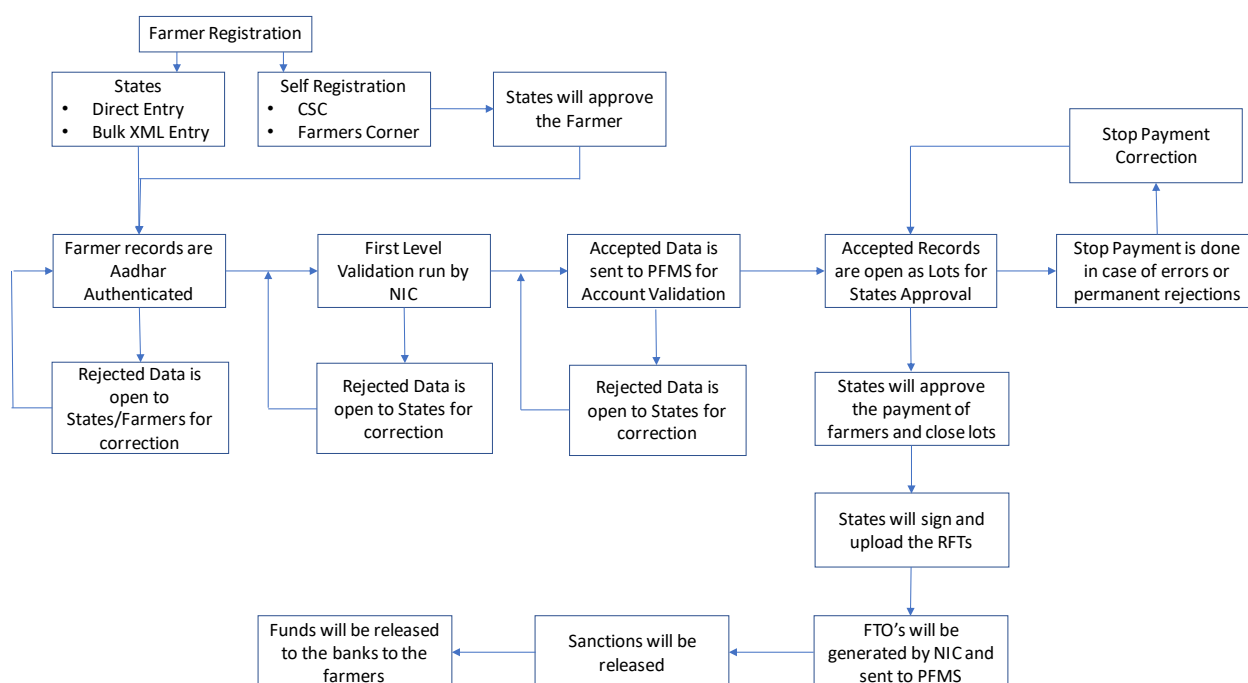 Farmer Registration
States
• Direct Entry
• Bulk XML Entry
Self Registration
• CSC
• Farmers Corner
States will approve
the Farmer
Stop Payment
Correction
Farmer records are
Aadhar
Authenticated
First Level
Validation run by
NIC
Accepted Data is
sent to PFMS for
Account Validation
Accepted Records
are open as Lots for
States Approval
Stop Payment is done
in case of errors or
permanent rejections
Rejected Data is
open to
States/Farmers for
correction
Rejected Data is
open to States for
correction
Rejected Data is
open to States for
correction
States will approve
the payment of
farmers and close lots
States will sign and
upload the RFTs
Funds will be released
to the banks to the
farmers
Sanctions will be
released
FTO's will be
generated by NIC and
sent to PFMS